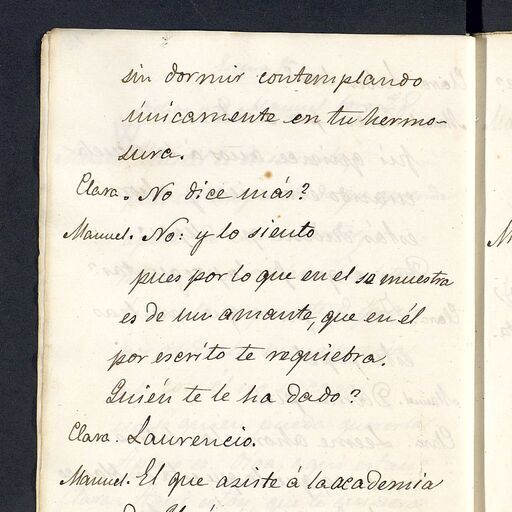 sin dormir contemplando
únicamente en tu hermo-
sura.
Clara. No dice más?
Manuel. No: y lo siento
pues por lo que en el se muestra
es de un amante, que en él
por escrito te requiebra.
Quién te le ha dado?
Clara. Laurencio.
Manuel. El que asiste á la academia